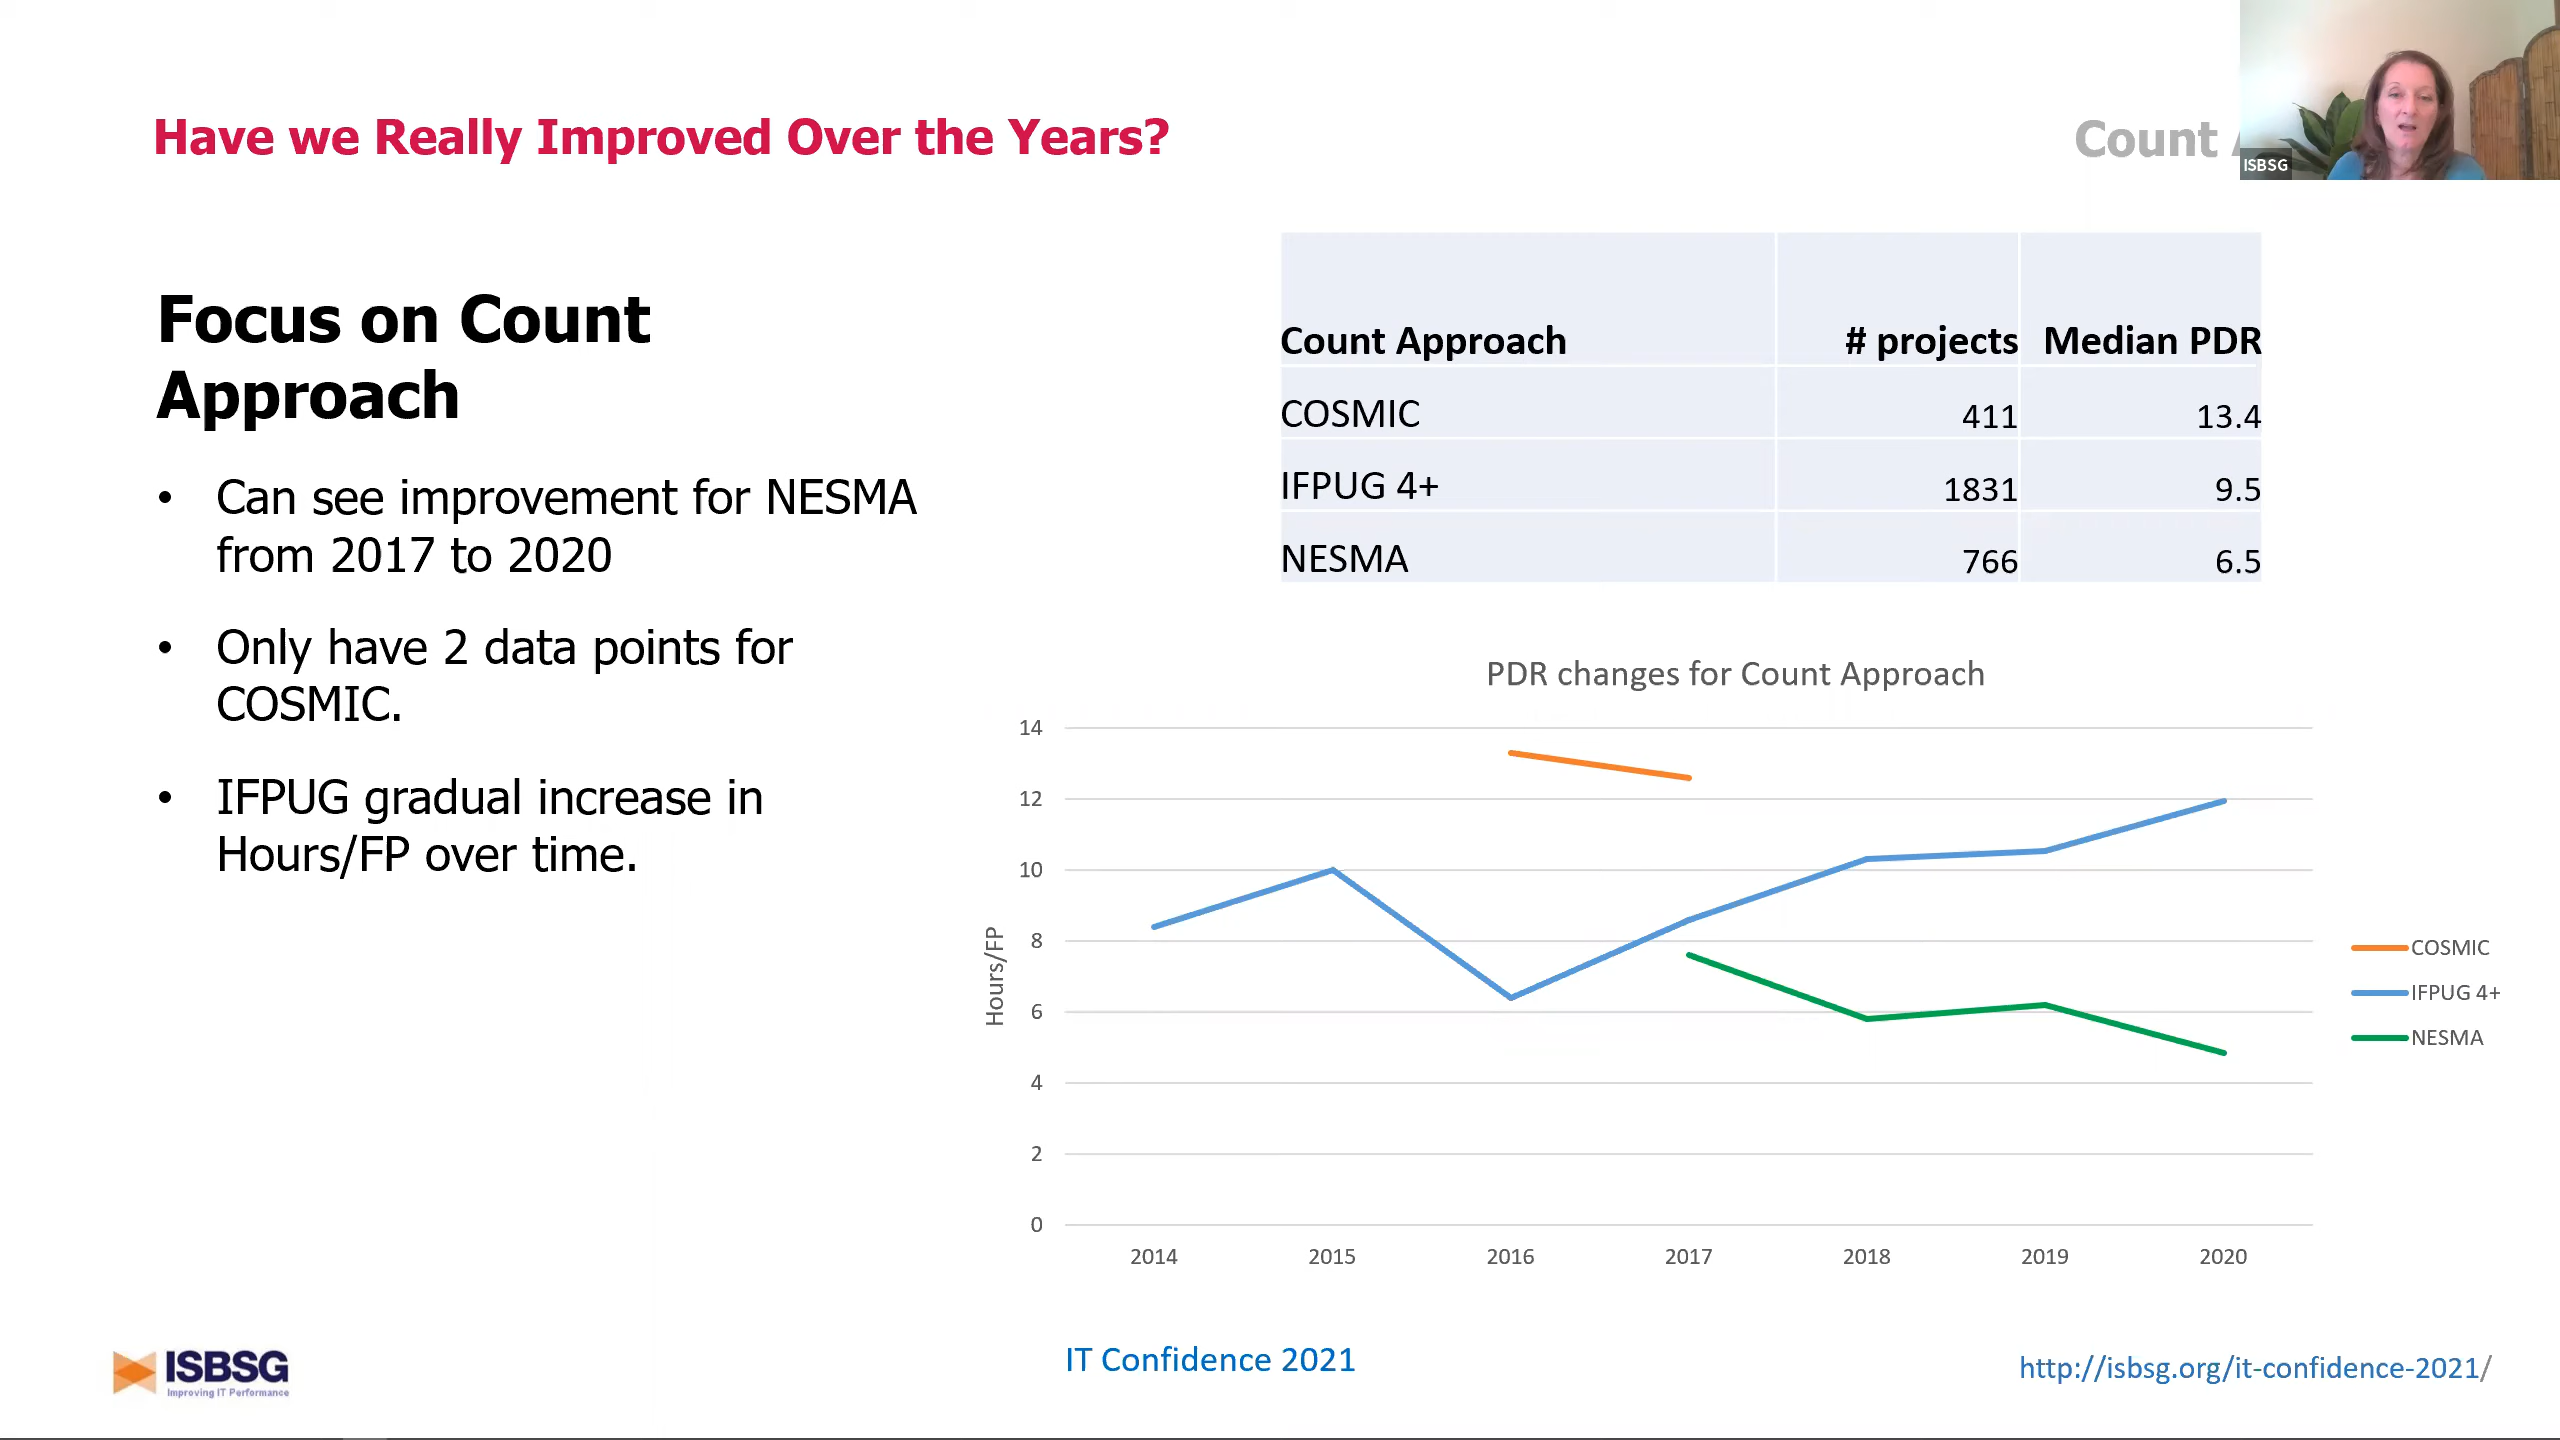 Have we Really Improved Over the Years?
Count
ISBSG
Focus on Count
Approach
• Can see improvement for NESMA
from 2017 to 2020
• Only have 2 data points for
COSMIC.
• IFPUG gradual increase in
Hours/FP over time.
Count Approach # projects Median PDR
COSMIC 411 13.4
IFPUG 4+ 1831 9.5
NESMA 766 6.5
PDR changes for Count Approach
14
12
10
8
6
4
2
0
Hours/FP
2014 2015 2016 2017 2018 2019 2020
COSMIC
IFPUG 4+
NESMA
ISBSG
Improving IT Performance
IT Confidence 2021
http://isbsg.org/it-confidence-2021/